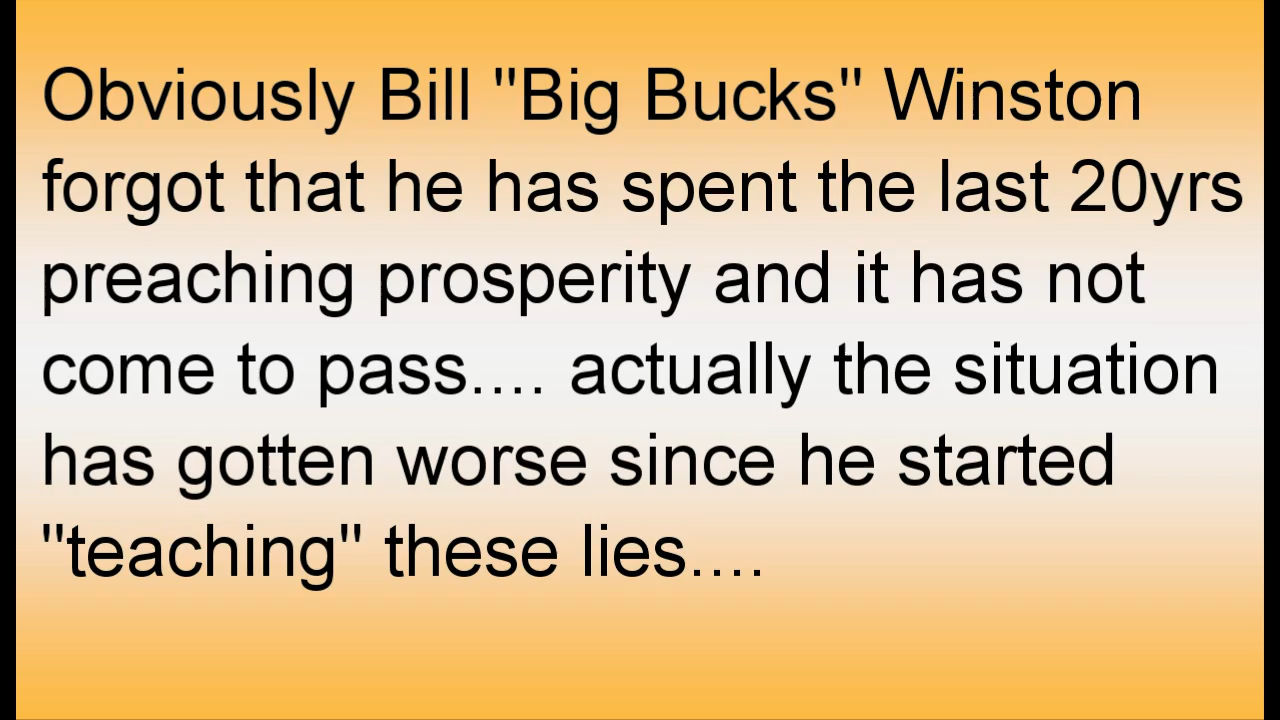 Obviously Bill "Big Bucks" Winston
forgot that he has spent the last 20yrs
preaching prosperity and it has not
come to pass.... actually the situation
has gotten worse since he started
"teaching" these lies....